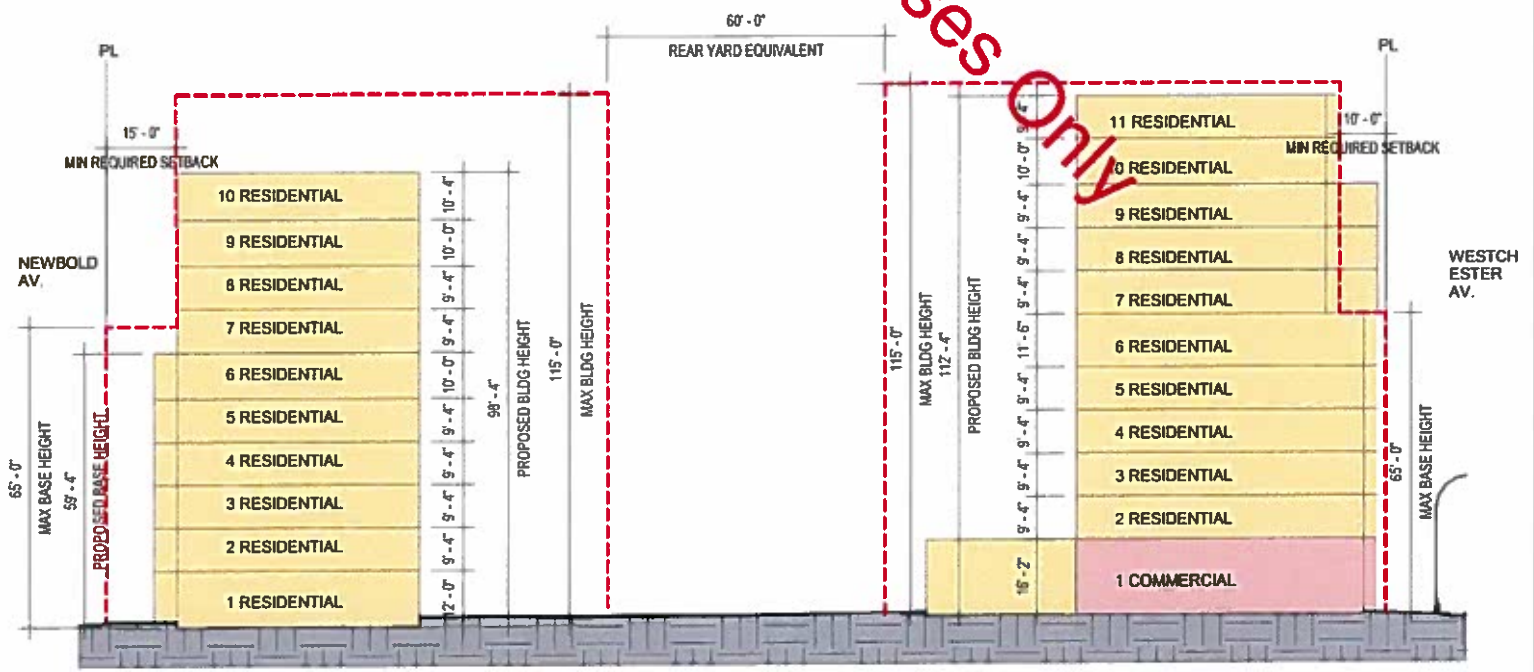 ses Only
60' - 0"
REAR YARD EQUIVALENT
PL
PL
15' - 0"
MIN REQUIRED SETBACK
10' - 0"
MIN REQUIRED SETBACK
NEWBOLD
AV.
WESTCH
ESTER
AV.
10 RESIDENTIAL
9 RESIDENTIAL
8 RESIDENTIAL
7 RESIDENTIAL
6 RESIDENTIAL
5 RESIDENTIAL
4 RESIDENTIAL
3 RESIDENTIAL
2 RESIDENTIAL
1 RESIDENTIAL
65' - 0"
MAX BASE HEIGHT
59' - 4"
PROPOSED BASE HEIGHT
10' - 4"
10' - 0"
9' - 4"
9' - 4"
10' - 0"
9' - 4"
9' - 4"
9' - 4"
9' - 4"
12' - 0"
98' - 4"
PROPOSED BLDG HEIGHT
115' - 0"
MAX BLDG HEIGHT
115' - 0"
MAX BLDG HEIGHT
112' - 4"
PROPOSED BLDG HEIGHT
9' - 4"
10' - 0"
9' - 4"
9' - 4"
9' - 4"
11' - 6"
9' - 4"
9' - 4"
9' - 4"
9' - 4"
16' - 2"
11 RESIDENTIAL
10 RESIDENTIAL
9 RESIDENTIAL
8 RESIDENTIAL
7 RESIDENTIAL
6 RESIDENTIAL
5 RESIDENTIAL
4 RESIDENTIAL
3 RESIDENTIAL
2 RESIDENTIAL
1 COMMERCIAL
65' - 0"
MAX BASE HEIGHT